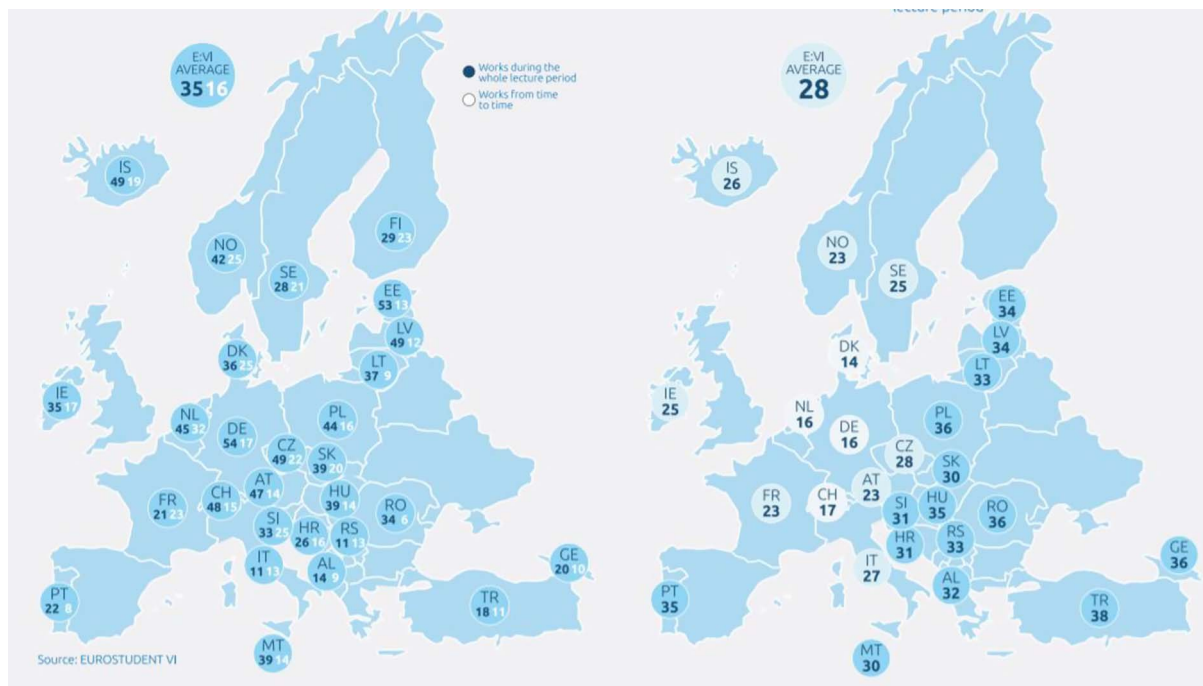 lecture period
E:VI
AVERAGE
35 16
Works during the
whole lecture period
Works from time
to time
IS
49 19
FI
29 23
NO
42 25
SE
28 21
EE
53 13
LV
49 12
DK
36 25
LT
37 9
IE
35 17
NL
45 32
DE
54 17
PL
44 16
CZ
49 22
SK
39 20
AT
47 14
CH
48 15
FR
21 23
HU
39 14
RO
34 6
SI
33 25
HR
26 16
RS
11 13
IT
11 13
AL
14 9
GE
20 10
PT
22 8
TR
18 11
MT
39 14
Source: EUROSTUDENT VI
E:VI
AVERAGE
28
IS
26
NO
23
SE
25
EE
34
LV
34
DK
14
LT
33
IE
25
NL
16
DE
16
PL
36
CZ
28
SK
30
AT
23
FR
23
CH
17
SI
31
HU
35
RO
36
HR
31
RS
33
IT
27
AL
32
GE
36
PT
35
TR
38
MT
30